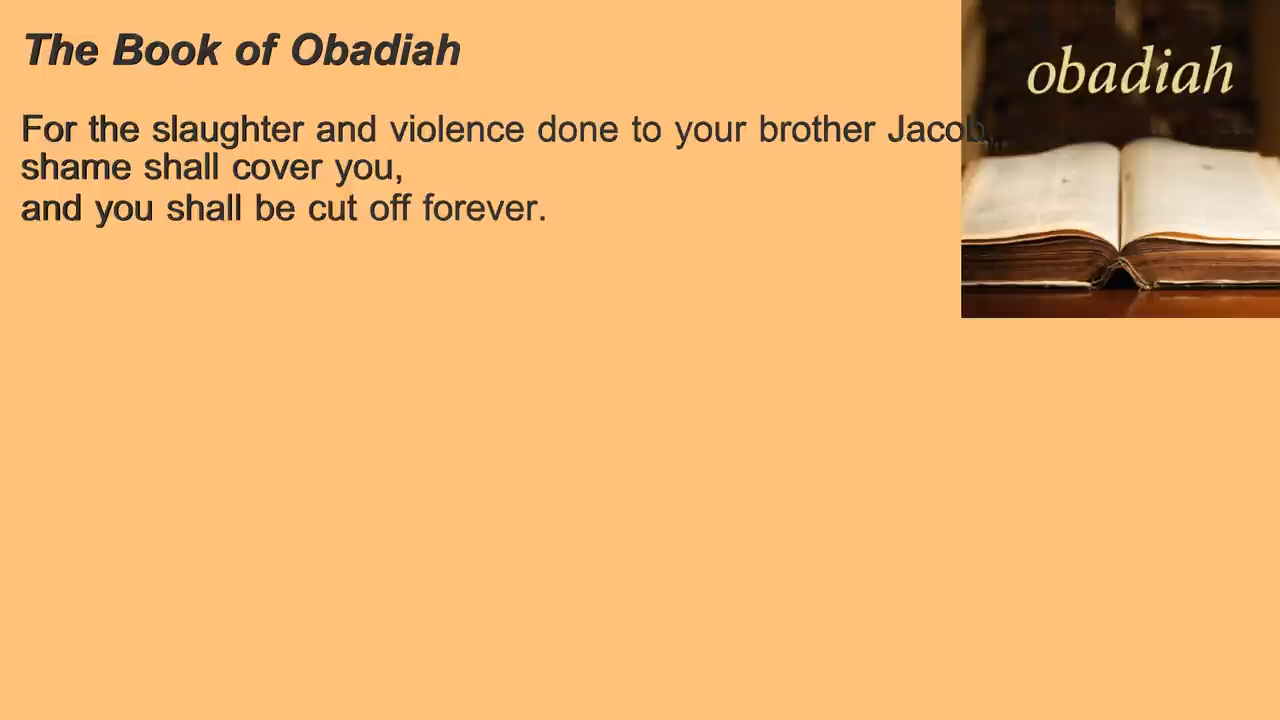 The Book of Obadiah
obadiah
For the slaughter and violence done to your brother Jacob,
shame shall cover you,
and you shall be cut off forever.